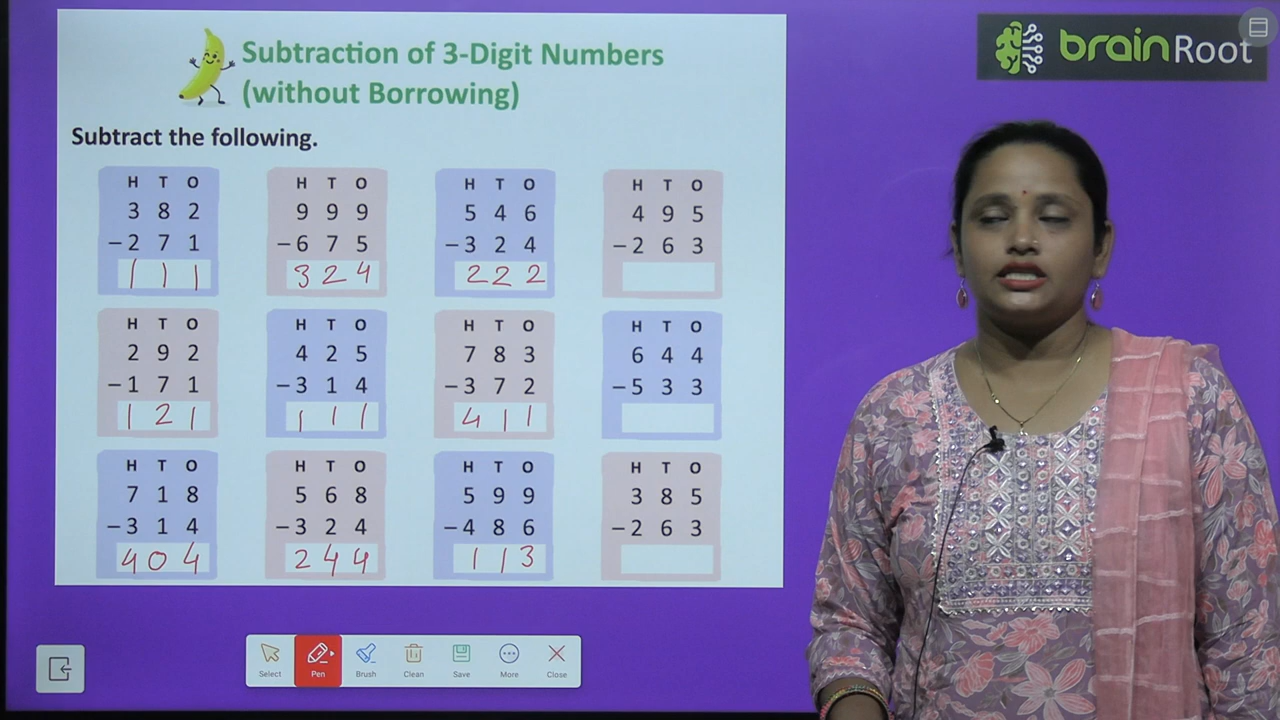 Subtraction of 3-Digit Numbers
(without Borrowing)
brainRoot
Subtract the following.
H T O H T O H T O H T O
3 8 2 9 9 9 5 4 6 4 9 5
–2 7 1 –6 7 5 –3 2 4 –2 6 3
1 1 1 3 2 4 2 2 2
H T O H T O H T O H T O
2 9 2 4 2 5 7 8 3 6 4 4
–1 7 1 –3 1 4 –3 7 2 –5 3 3
1 2 1 1 1 1 4 1 1
H T O H T O H T O H T O
7 1 8 5 6 8 5 9 9 3 8 5
–3 1 4 –3 2 4 –4 8 6 –2 6 3
4 0 4 2 4 4 1 1 3
Select Pen Brush Clean Save More Close